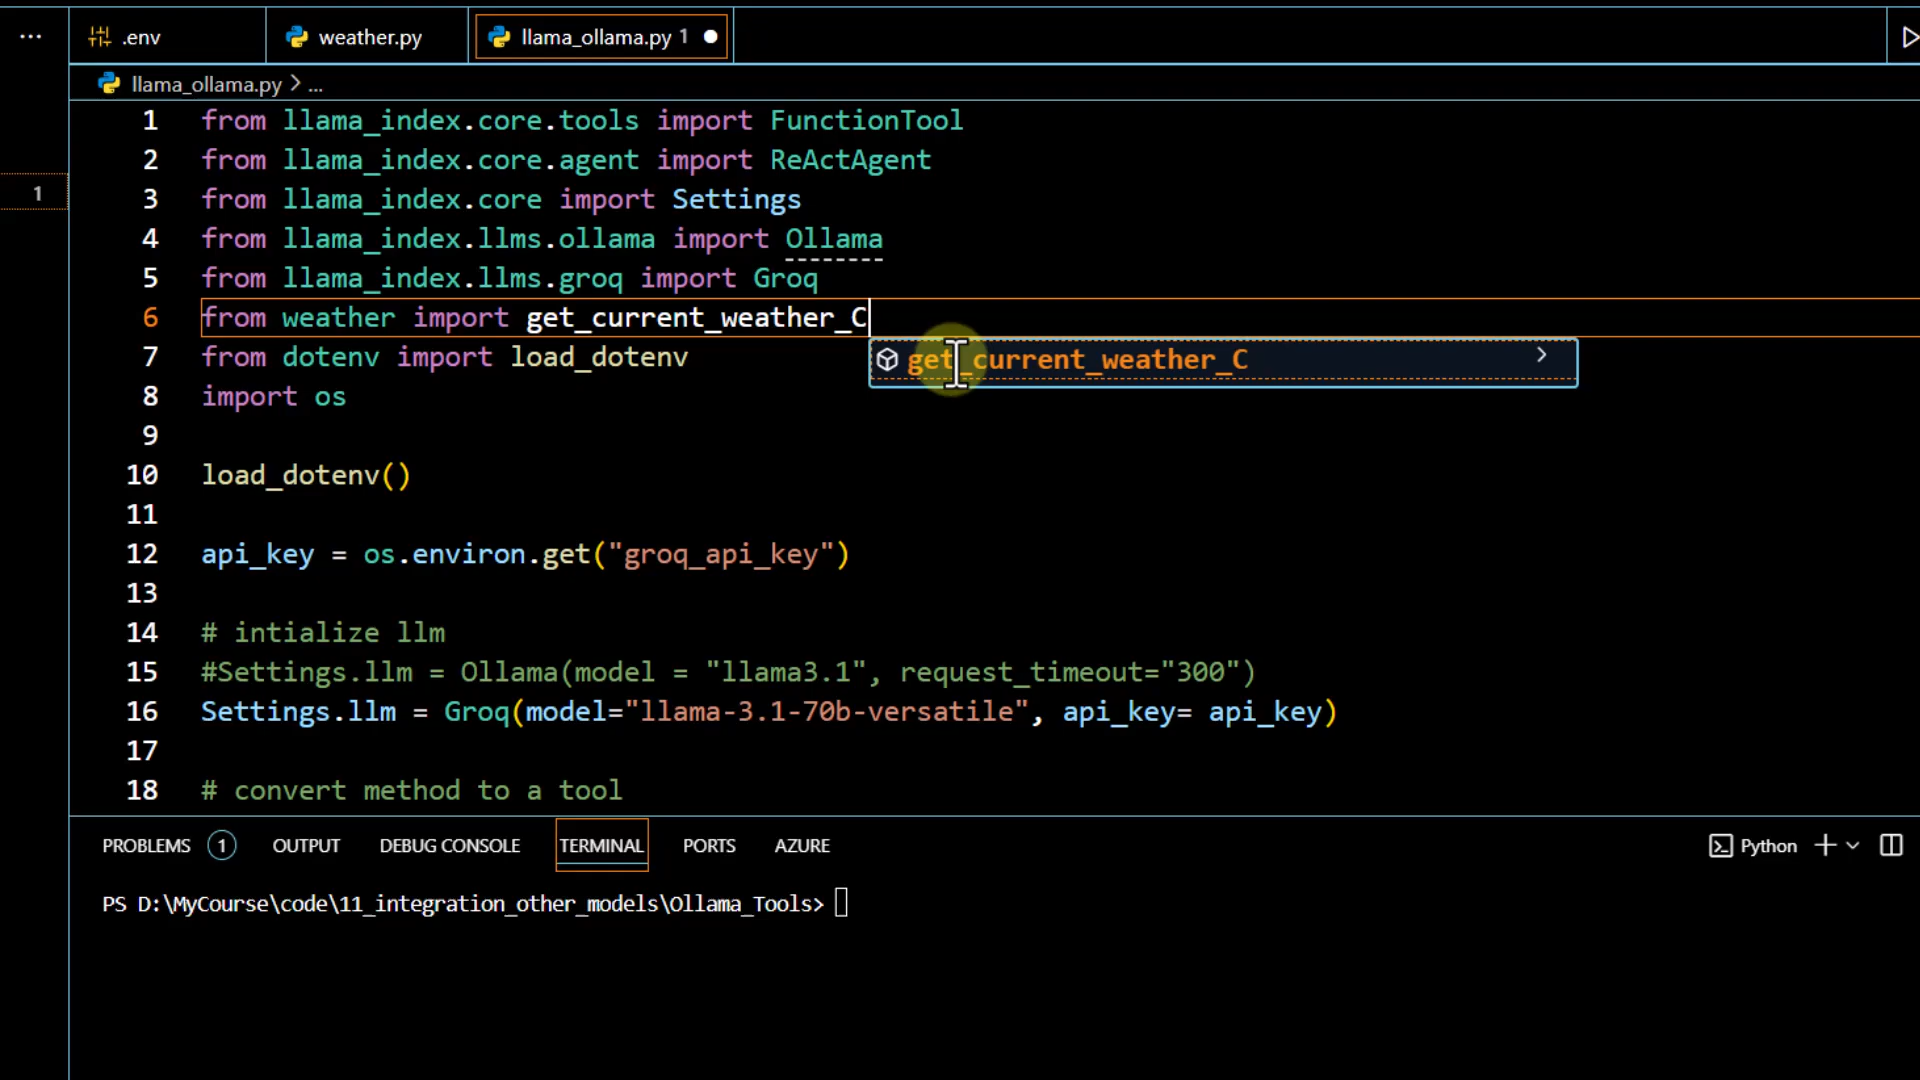 ... .env weather.py llama_ollama.py 1
llama_ollama.py > ...
1
1 from llama_index.core.tools import FunctionTool
2 from llama_index.core.agent import ReActAgent
3 from llama_index.core import Settings
4 from llama_index.llms.ollama import Ollama
5 from llama_index.llms.groq import Groq
6 from weather import get_current_weather_C
get_current_weather_C
7 from dotenv import load_dotenv
8 import os
9
10 load_dotenv()
11
12 api_key = os.environ.get("groq_api_key")
13
14 # intialize llm
15 #Settings.llm = Ollama(model = "llama3.1", request_timeout="300")
16 Settings.llm = Groq(model="llama-3.1-70b-versatile", api_key= api_key)
17
18 # convert method to a tool
PROBLEMS 1 OUTPUT DEBUG CONSOLE TERMINAL PORTS AZURE Python
PS D:\MyCourse\code\11_integration_other_models\Ollama_Tools>